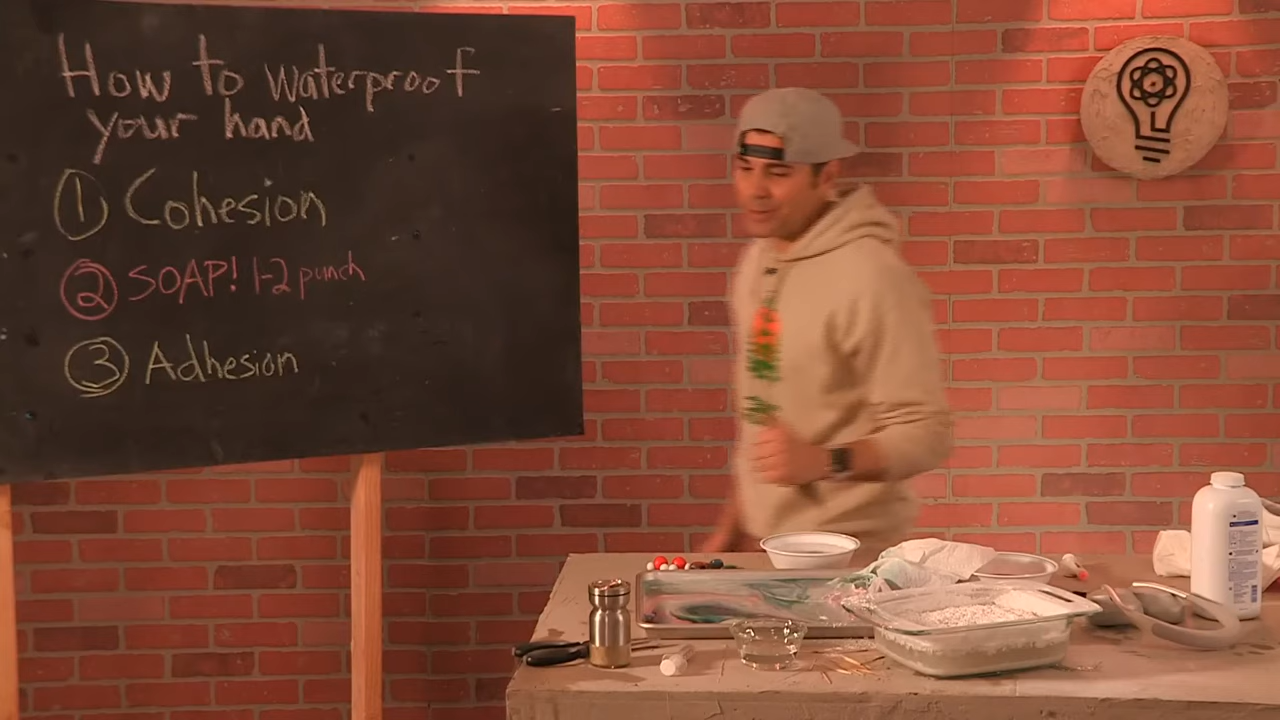 How to waterproof
your hand
① Cohesion
② SOAP! 1-2 punch
③ Adhesion